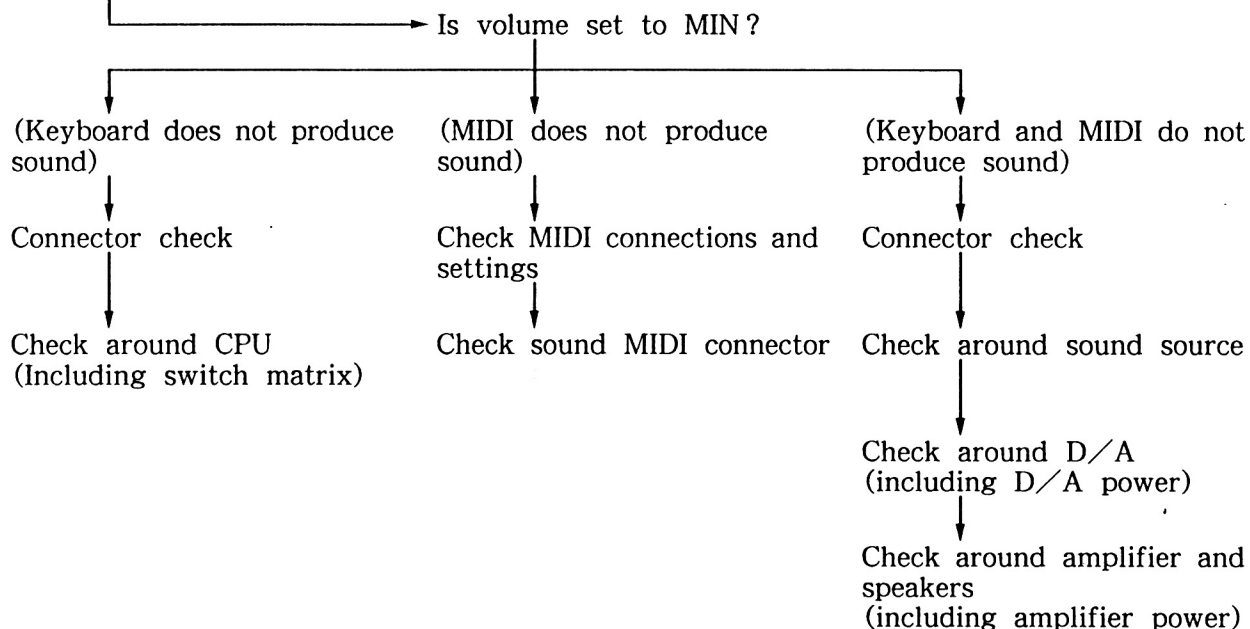 Is volume set to MIN?
(Keyboard does not produce
sound)
(MIDI does not produce
sound)
(Keyboard and MIDI do not
produce sound)
Connector check
Check MIDI connections and
settings
Connector check
Check around CPU
(Including switch matrix)
Check sound MIDI connector
Check around sound source
Check around D/A
(including D/A power)
Check around amplifier and
speakers
(including amplifier power)